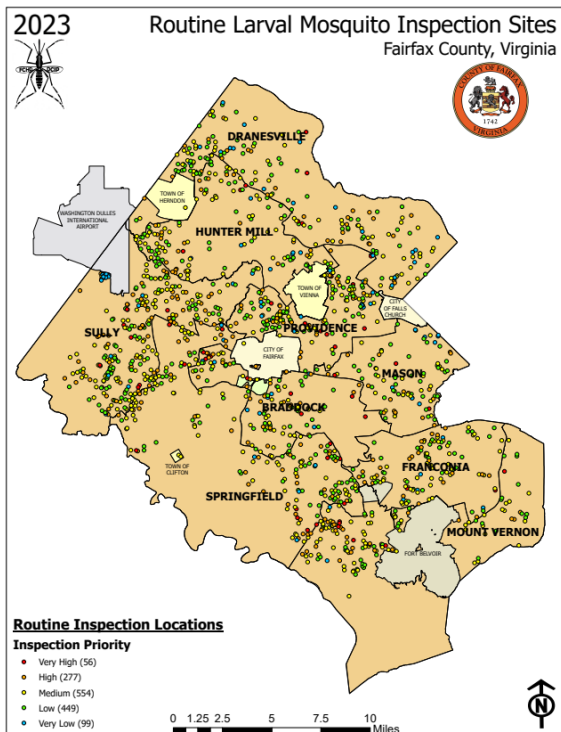 2023
Routine Larval Mosquito Inspection Sites
Fairfax County, Virginia
FCHD DCIP
COUNTY OF FAIRFAX
1742
VIRGINIA
DRANESVILLE
TOWN OF
HERNDON
WASHINGTON DULLES
INTERNATIONAL
AIRPORT
HUNTER MILL
TOWN OF
VIENNA
CITY
OF FALLS
CHURCH
SULLY
PROVIDENCE
CITY OF
FAIRFAX
MASON
BRADDOCK
TOWN OF
CLIFTON
FRANCONIA
SPRINGFIELD
MOUNT VERNON
FORT BELVOIR
Routine Inspection Locations
Inspection Priority
Very High (56)
High (277)
Medium (554)
Low (449)
Very Low (99)
0 1.25 2.5 5 7.5 10
Miles
N